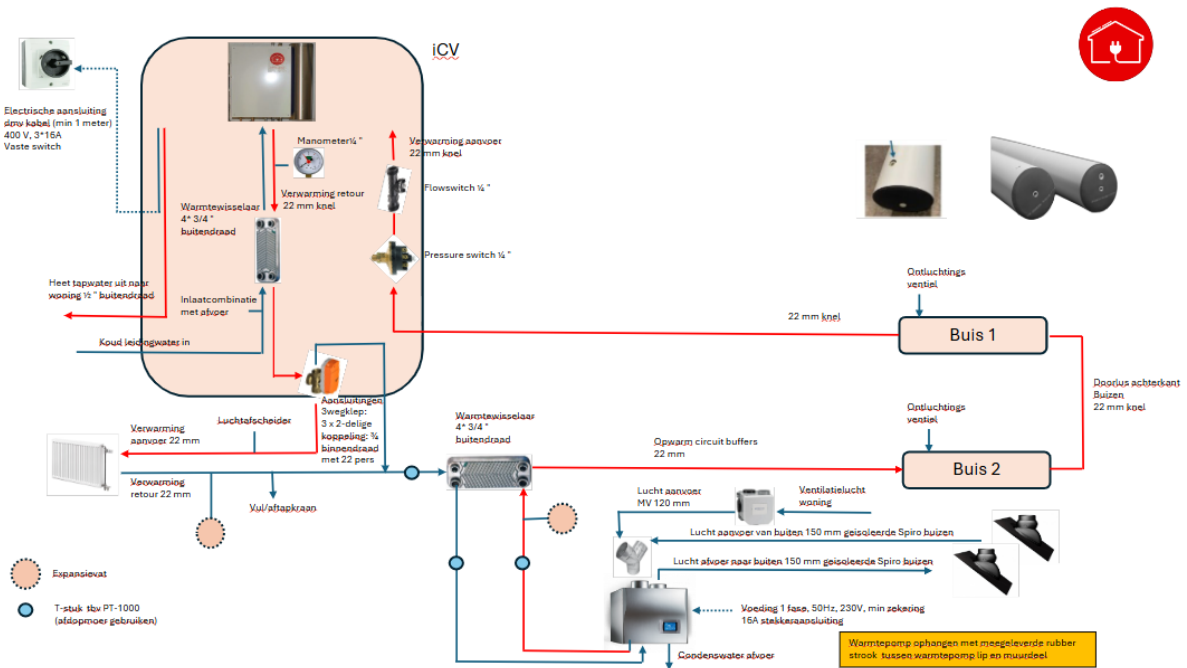 iCV
Electrische aansluiting
dmv kabel (min 1 meter)
400 V, 3*16A
Vaste switch
Manometer¼ "
Verwarming aanvoer
22 mm knel
Flowswitch ¼ "
Verwarming retour
22 mm knel
Warmtewisselaar
4* 3/4 "
buitendraad
Pressure switch ¼ "
Heet tapwater uit naar
woning ½ " buitendraad
Inlaatcombinatie
met afvoer
Koud leidingwater in
22 mm knel
Ontluchtings
ventiel
Buis 1
Doorlus achterkant
Buizen
22 mm knel
Aansluitingen
3wegklep:
3 x 2-delige
koppeling: ¾
binnendraad
met 22 pers
Luchtafscheider
Verwarming
aanvoer 22 mm
Warmtewisselaar
4* 3/4 "
buitendraad
Ontluchtings
ventiel
Opwarm circuit buffers
22 mm
Buis 2
Verwarming
retour 22 mm
Vul/aftapkraan
Lucht aanvoer
MV 120 mm
Ventilatielucht
woning
Lucht aanvoer van buiten 150 mm geisoleerde Spiro buizen
Lucht afvoer naar buiten 150 mm geisoleerde Spiro buizen
Expansievat
T-stuk tbv PT-1000
(afdopmoer gebruiken)
Voeding 1 fase, 50Hz, 230V, min zekering
16A stekkeraansluiting
Condenswater afvoer
Warmtepomp ophangen met meegeleverde rubber
strook tussen warmtepomp lip en muurdeel